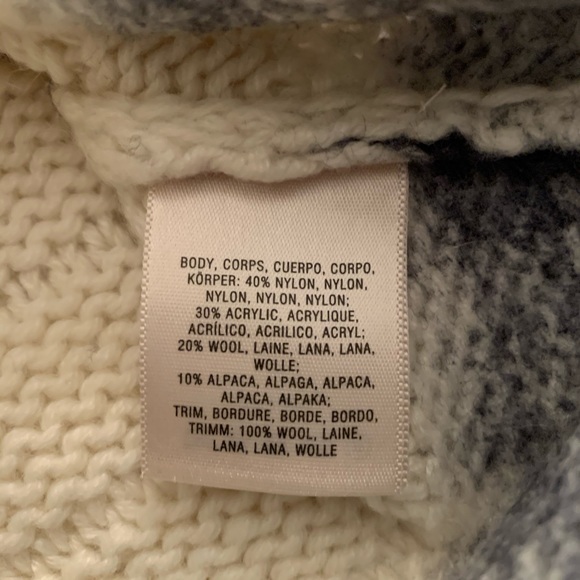 BODY, CORPS, CUERPO, CORPO,
KÖRPER: 40% NYLON, NYLON,
NYLON, NYLON, NYLON;
30% ACRYLIC, ACRYLIQUE,
ACRÍLICO, ACRILICO, ACRYL;
20% WOOL, LAINE, LANA, LANA,
WOLLE;
10% ALPACA, ALPAGA, ALPACA,
ALPACA, ALPAKA;
TRIM, BORDURE, BORDE, BORDO,
TRIMM: 100% WOOL, LAINE,
LANA, LANA, WOLLE